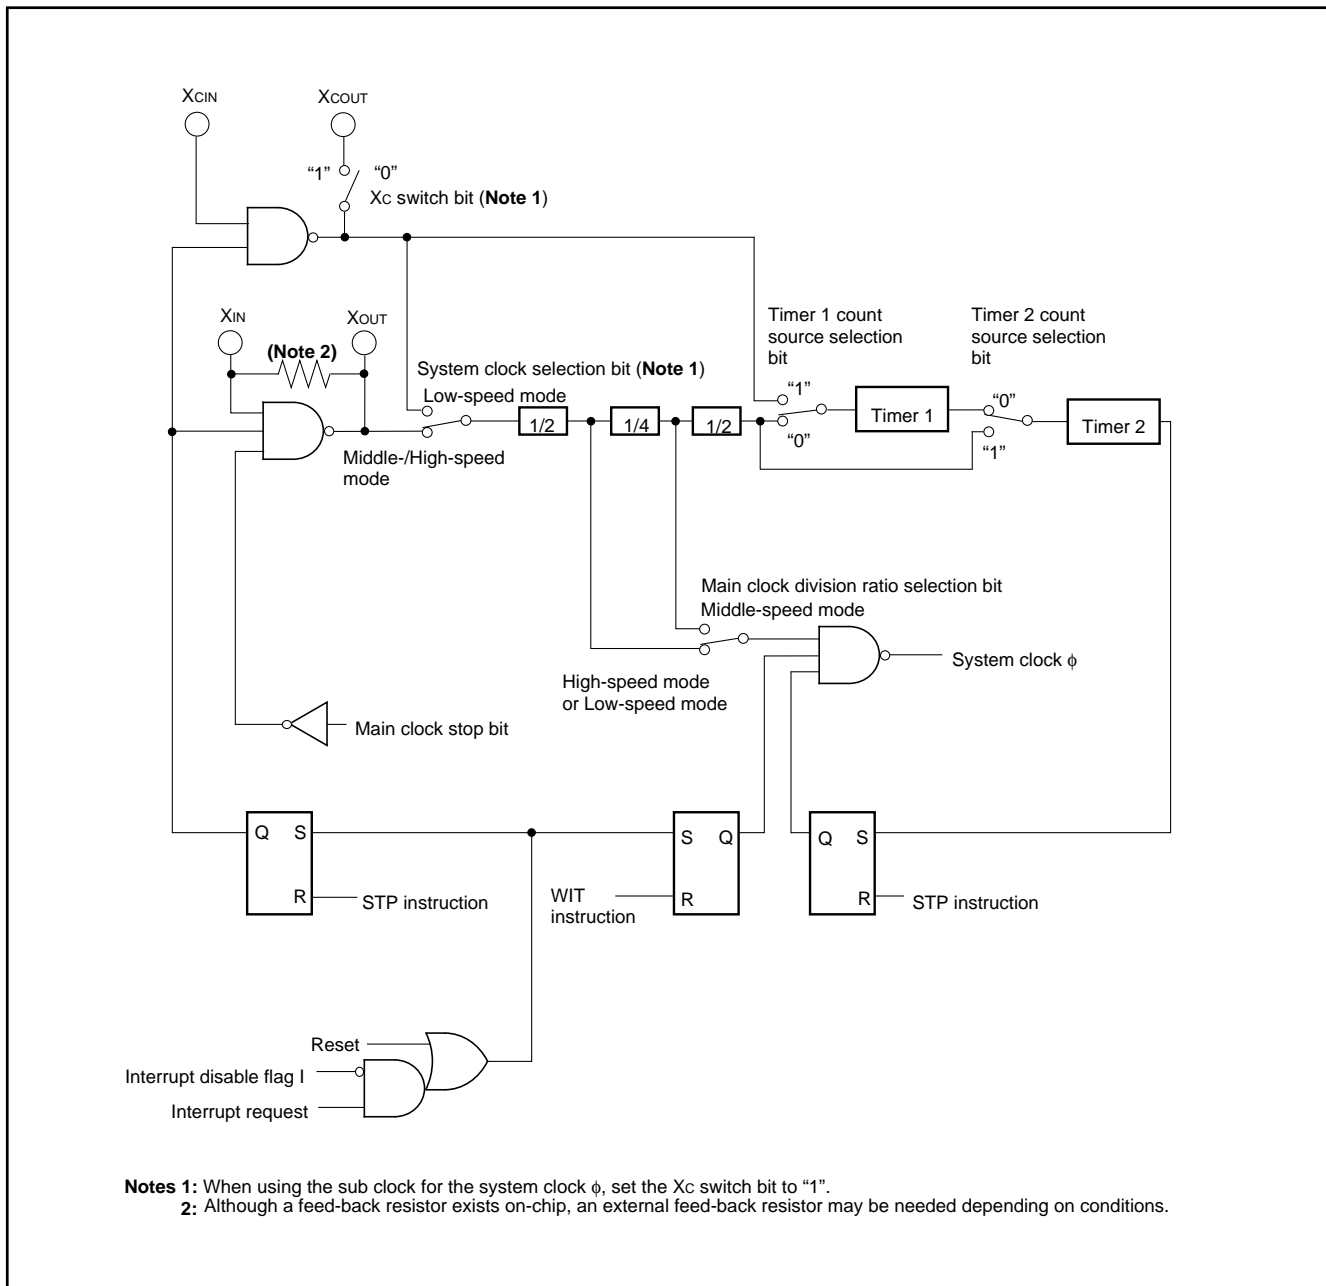 XCIN
XCOUT
“1”
“0”
XC switch bit (Note 1)
XIN
XOUT
(Note 2)
System clock selection bit (Note 1)
Low-speed mode
Middle-/High-speed
mode
1/2
1/4
1/2
Timer 1 count
source selection
bit
“1”
“0”
Timer 1
Timer 2 count
source selection
bit
“0”
“1”
Timer 2
Main clock division ratio selection bit
Middle-speed mode
High-speed mode
or Low-speed mode
System clock ϕ
Main clock stop bit
Q S
R
STP instruction
S Q
R
WIT
instruction
Q S
R
STP instruction
Reset
Interrupt disable flag I
Interrupt request
Notes 1: When using the sub clock for the system clock ϕ, set the XC switch bit to “1”.
2: Although a feed-back resistor exists on-chip, an external feed-back resistor may be needed depending on conditions.